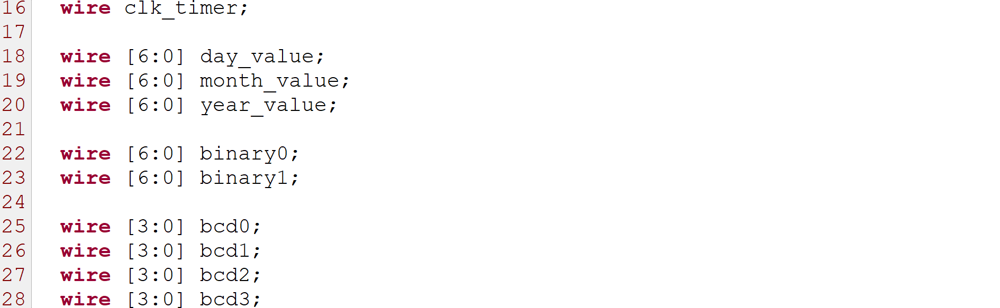 16 wire clk_timer;
17
18 wire [6:0] day_value;
19 wire [6:0] month_value;
20 wire [6:0] year_value;
21
22 wire [6:0] binary0;
23 wire [6:0] binary1;
24
25 wire [3:0] bcd0;
26 wire [3:0] bcd1;
27 wire [3:0] bcd2;
28 wire [3:0] bcd3;